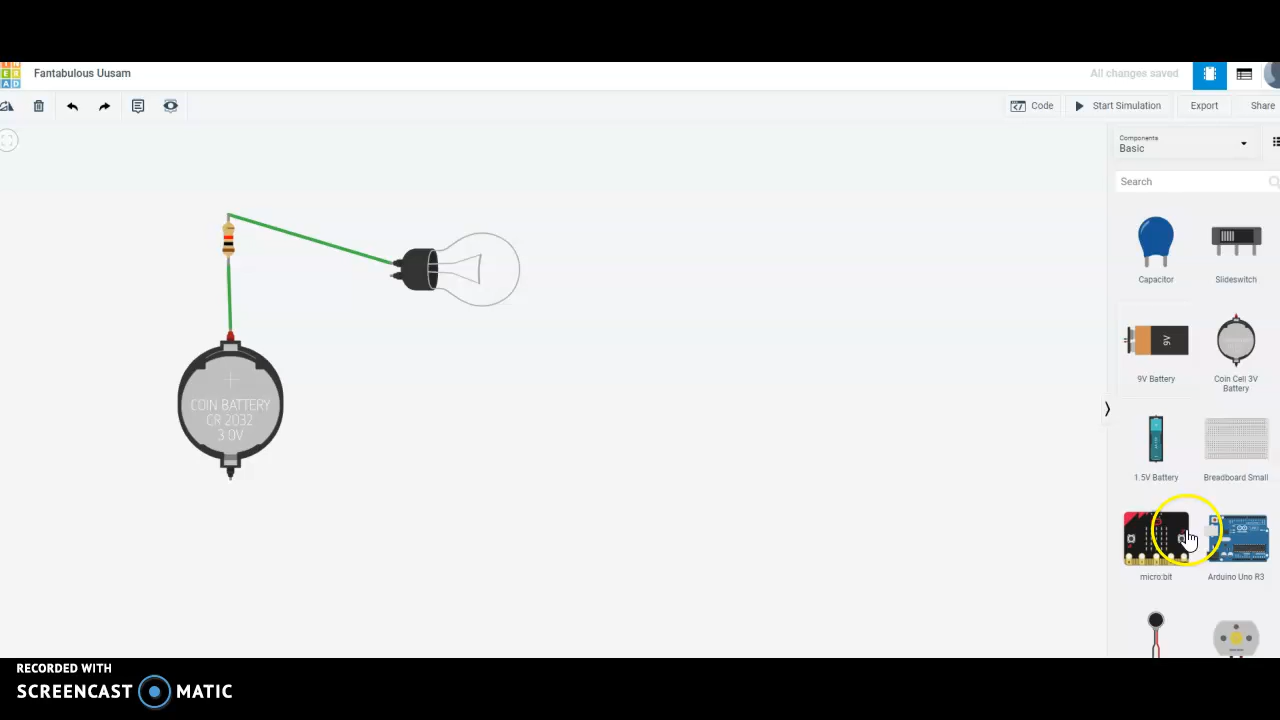 Fantabulous Uusam
All changes saved
Code
Start Simulation
Export
Share
Components
Basic
Search
Capacitor
Slideswitch
9V
9V Battery
Coin Cell 3V
Battery
1.5V Battery
Breadboard Small
micro:bit
Arduino Uno R3
COIN BATTERY
CR 2032
3.0V
RECORDED WITH
SCREENCAST MATIC